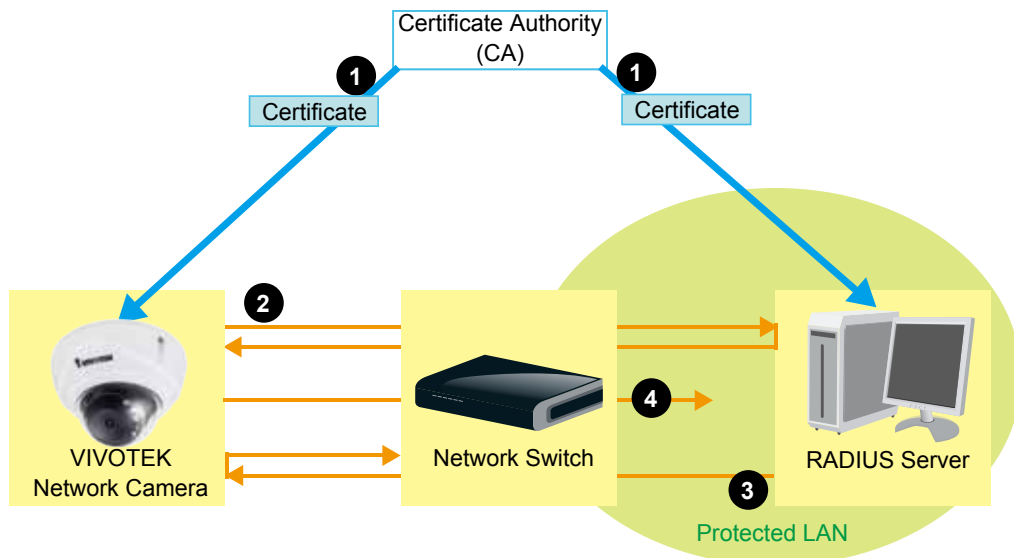 Certificate Authority
(CA)
1
1
Certificate
Certificate
2
4
VIVOTEK
Network Camera
Network Switch
RADIUS Server
3
Protected LAN